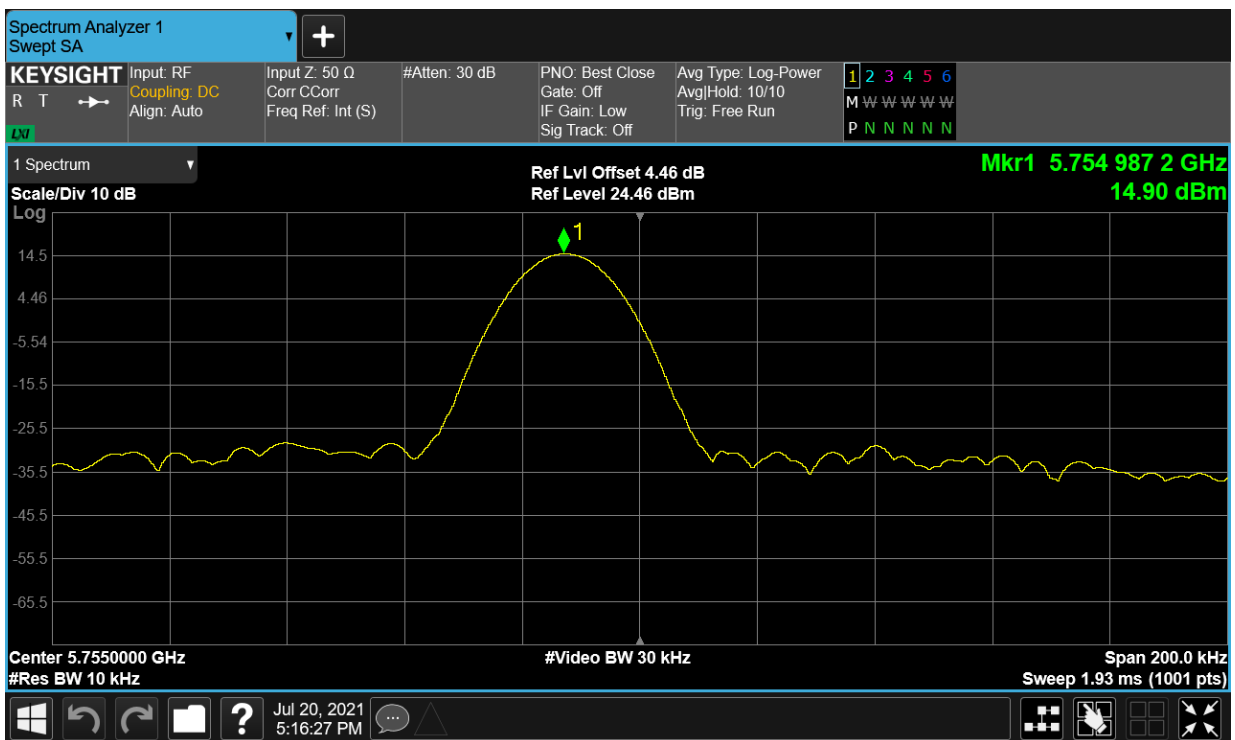 Spectrum Analyzer 1
Swept SA
+
KEYSIGHT
R T
LXI
Input: RF
Coupling: DC
Align: Auto
Input Z: 50 Ω
Corr CCorr
Freq Ref: Int (S)
#Atten: 30 dB
PNO: Best Close
Gate: Off
IF Gain: Low
Sig Track: Off
Avg Type: Log-Power
Avg|Hold: 10/10
Trig: Free Run
1 2 3 4 5 6
M W W W W W
P N N N N N
1 Spectrum
Scale/Div 10 dB
Log
Ref Lvl Offset 4.46 dB
Ref Level 24.46 dBm
Mkr1 5.754 987 2 GHz
14.90 dBm
1
14.5
4.46
-5.54
-15.5
-25.5
-35.5
-45.5
-55.5
-65.5
Center 5.7550000 GHz
#Res BW 10 kHz
#Video BW 30 kHz
Span 200.0 kHz
Sweep 1.93 ms (1001 pts)
?
Jul 20, 2021
5:16:27 PM